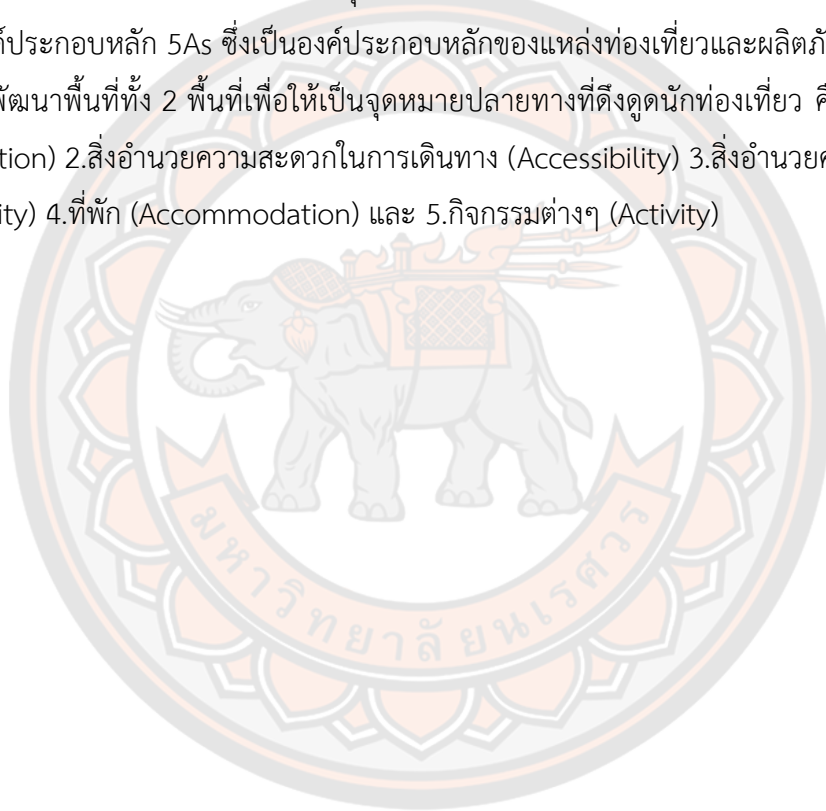 ค์ประกอบหลัก 5As ซึ่งเป็นองค์ประกอบหลักของแหล่งท่องเที่ยวและผลิตภั
พัฒนาพื้นที่ทั้ง 2 พื้นที่เพื่อให้เป็นจุดหมายปลายทางที่ดึงดูดนักท่องเที่ยว คื
tion) 2.สิ่งอำนวยความสะดวกในการเดินทาง (Accessibility) 3.สิ่งอำนวยค
ity) 4.ที่พัก (Accommodation) และ 5.กิจกรรมต่างๆ (Activity)
มหาวิทยาลัยนเรศวร